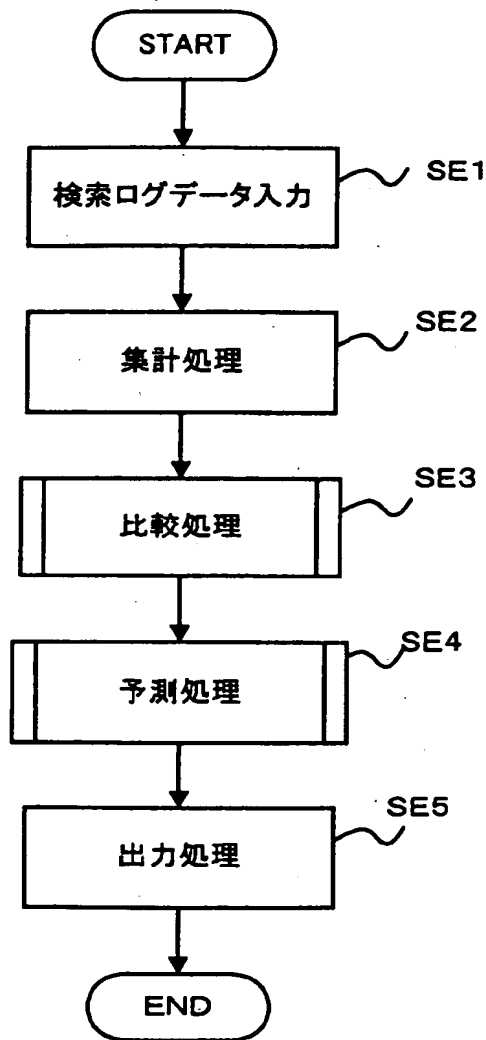 START
検索ログデータ入力
SE1
集計処理
SE2
比較処理
SE3
予測処理
SE4
出力処理
SE5
END